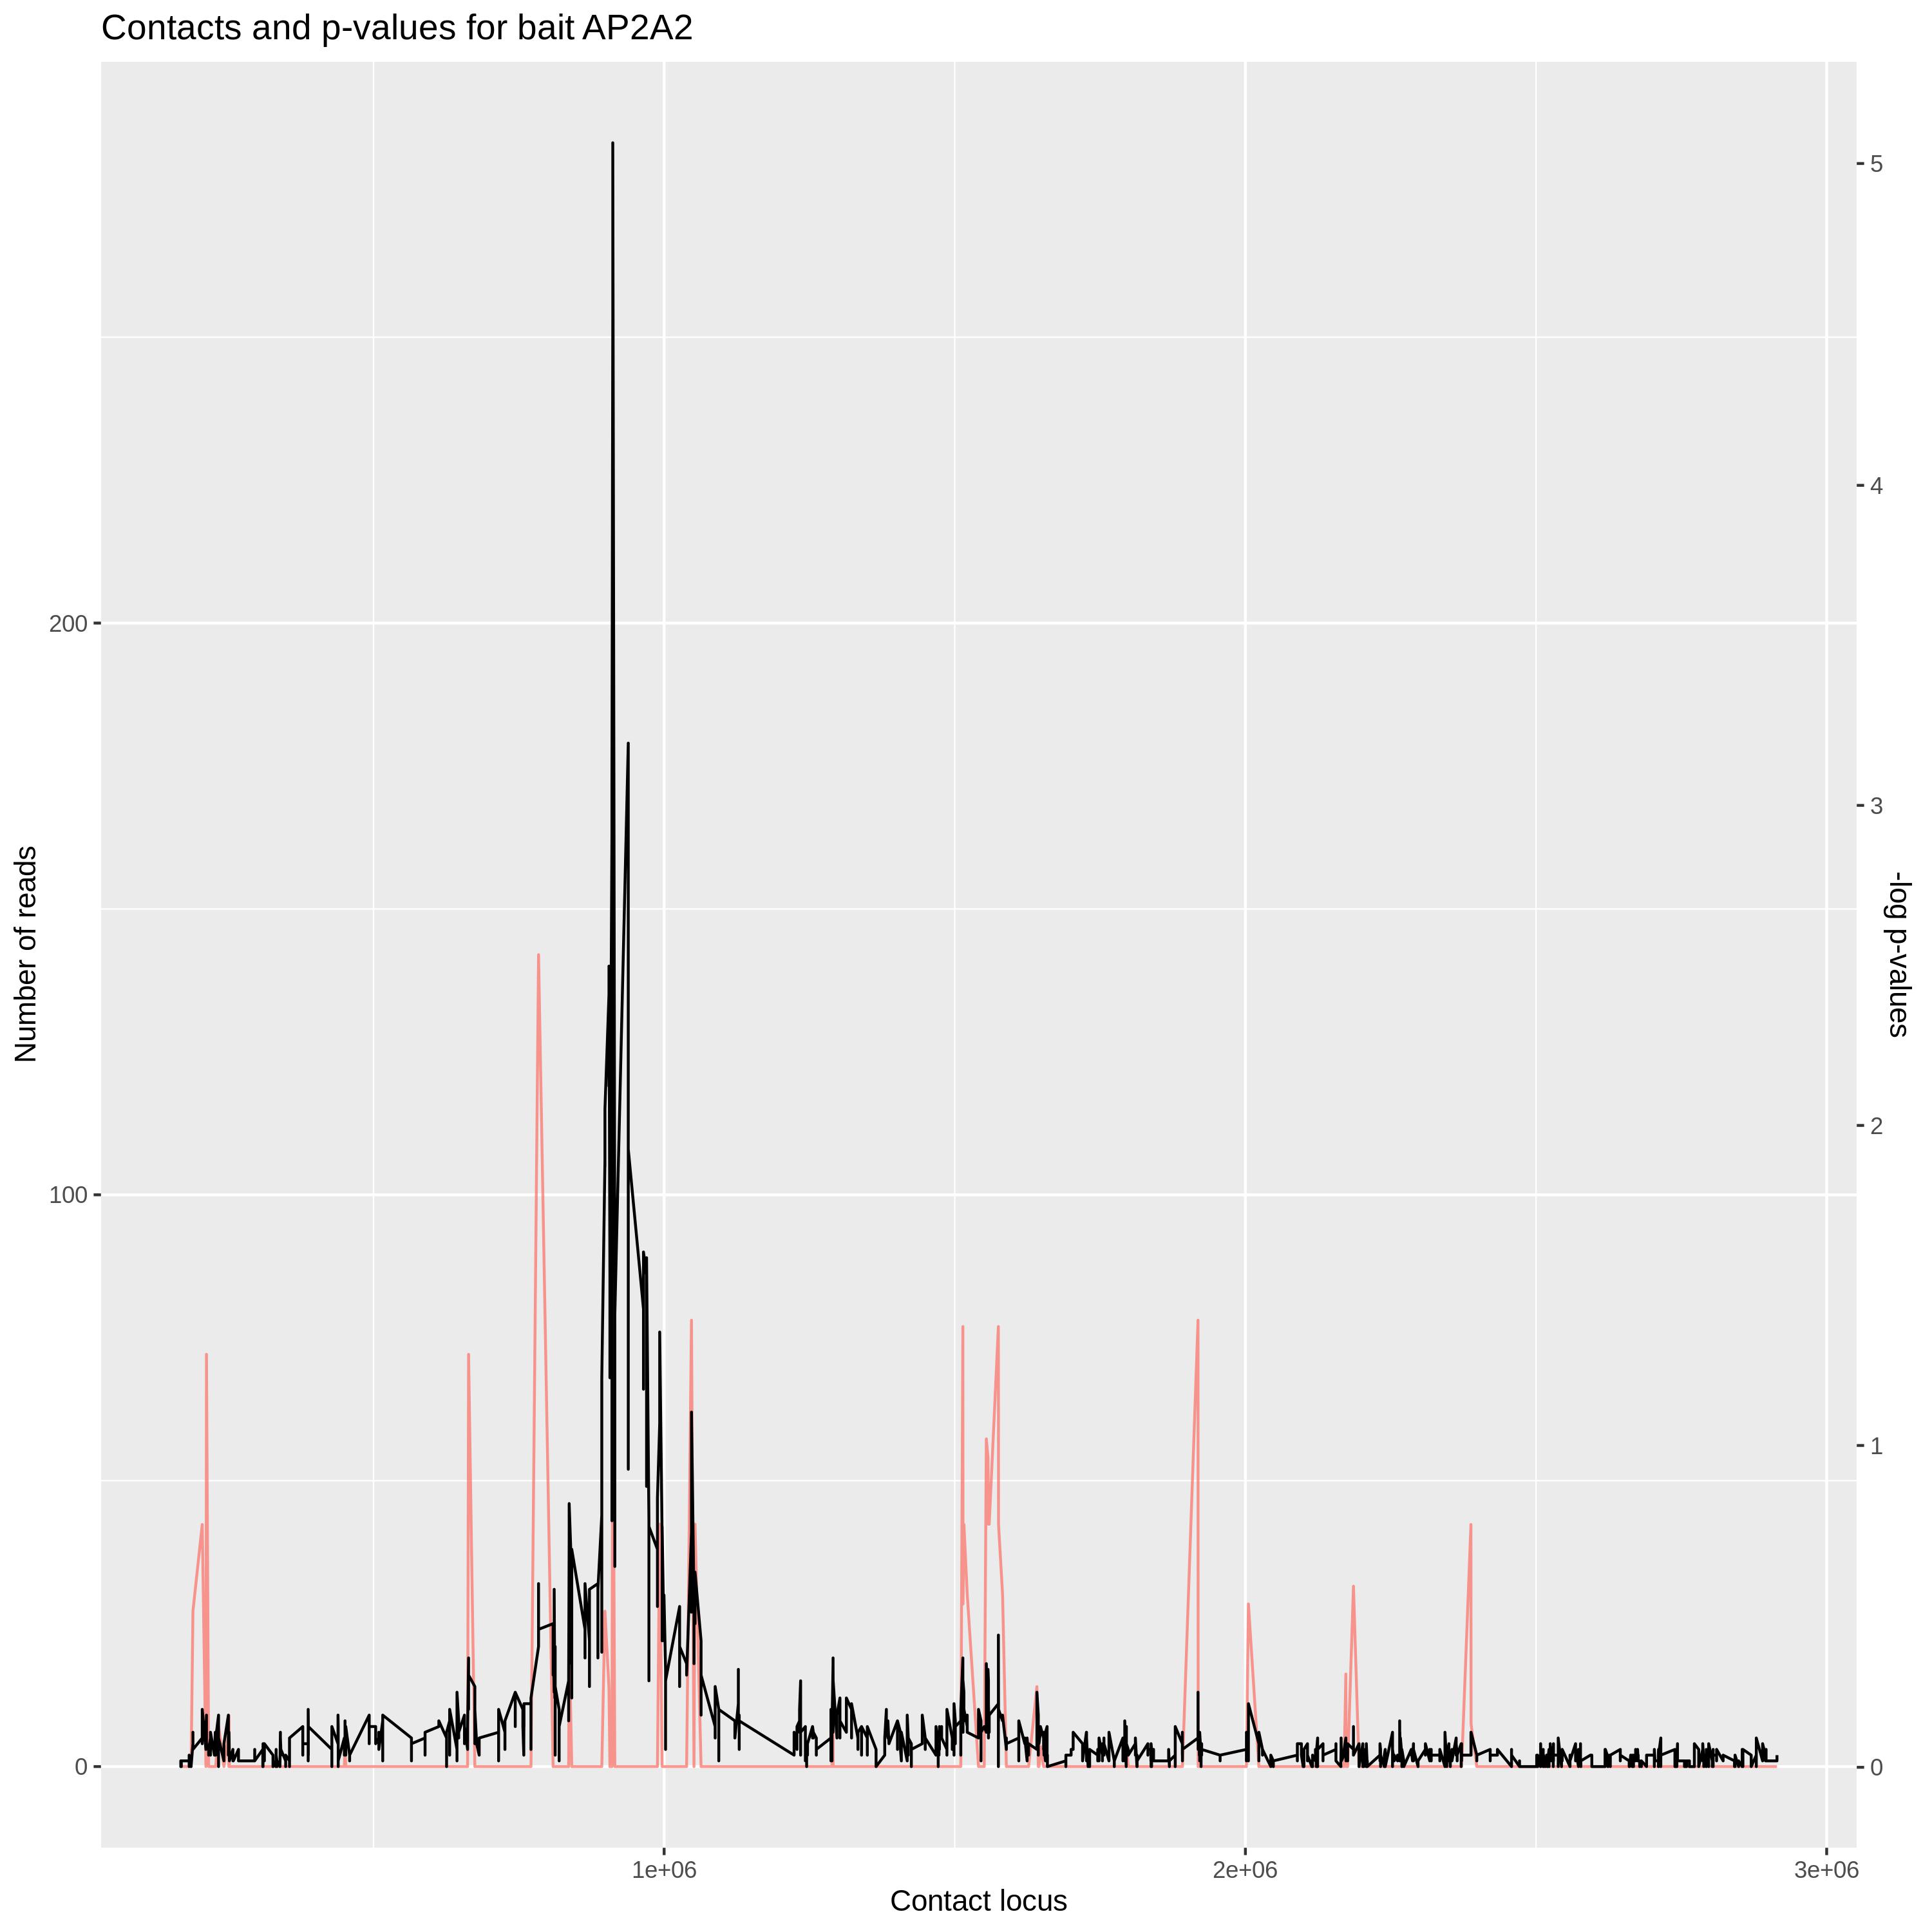 Contacts and p-values for bait AP2A2
Number of reads
200
100
0
5
4
3
2
1
0
-log p-values
1e+06
2e+06
3e+06
Contact locus